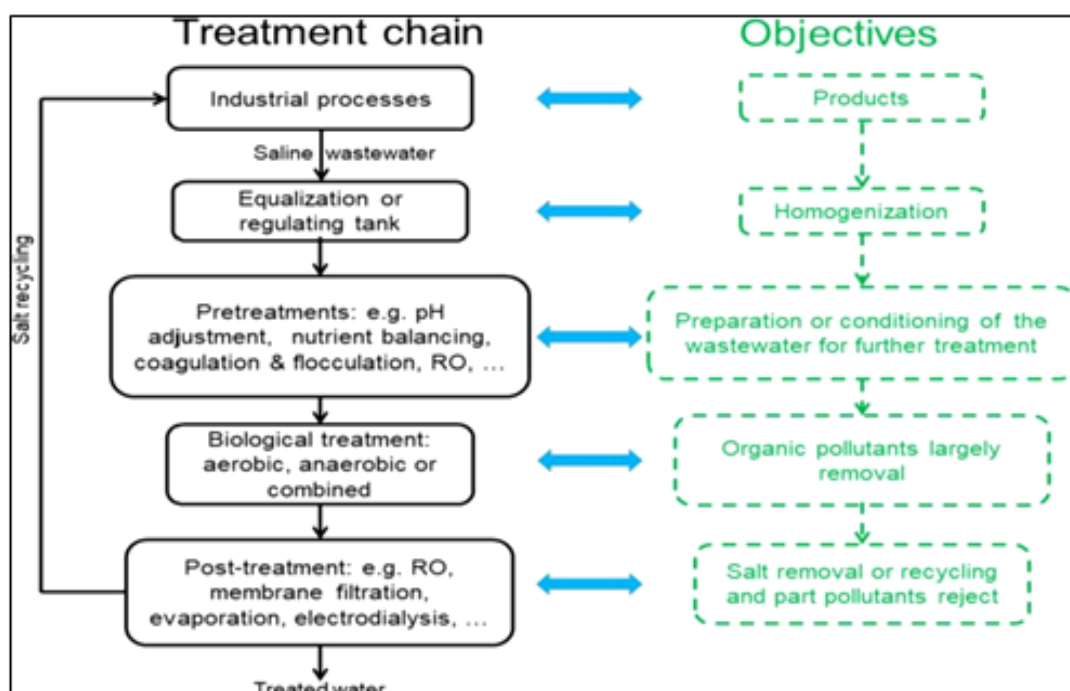 Treatment chain
Objectives
Industrial processes
Products
Saline wastewater
Equalization or
regulating tank
Homogenization
Salt recycling
Pretreatments: e.g. pH
adjustment, nutrient balancing,
coagulation & flocculation, RO, ...
Preparation or conditioning of the
wastewater for further treatment
Biological treatment:
aerobic, anaerobic or
combined
Organic pollutants largely
removal
Post-treatment: e.g. RO,
membrane filtration,
evaporation, electrodialysis, ...
Salt removal or recycling
and part pollutants reject
Treated water